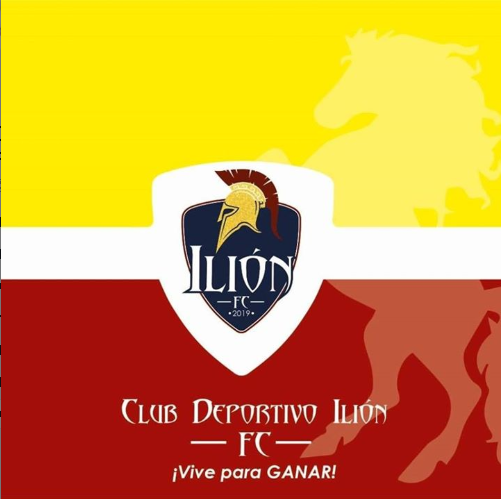 ILIÓN
—FC—
•2019•
CLUB DEPORTIVO ILIÓN
— FC —
¡Vive para GANAR!